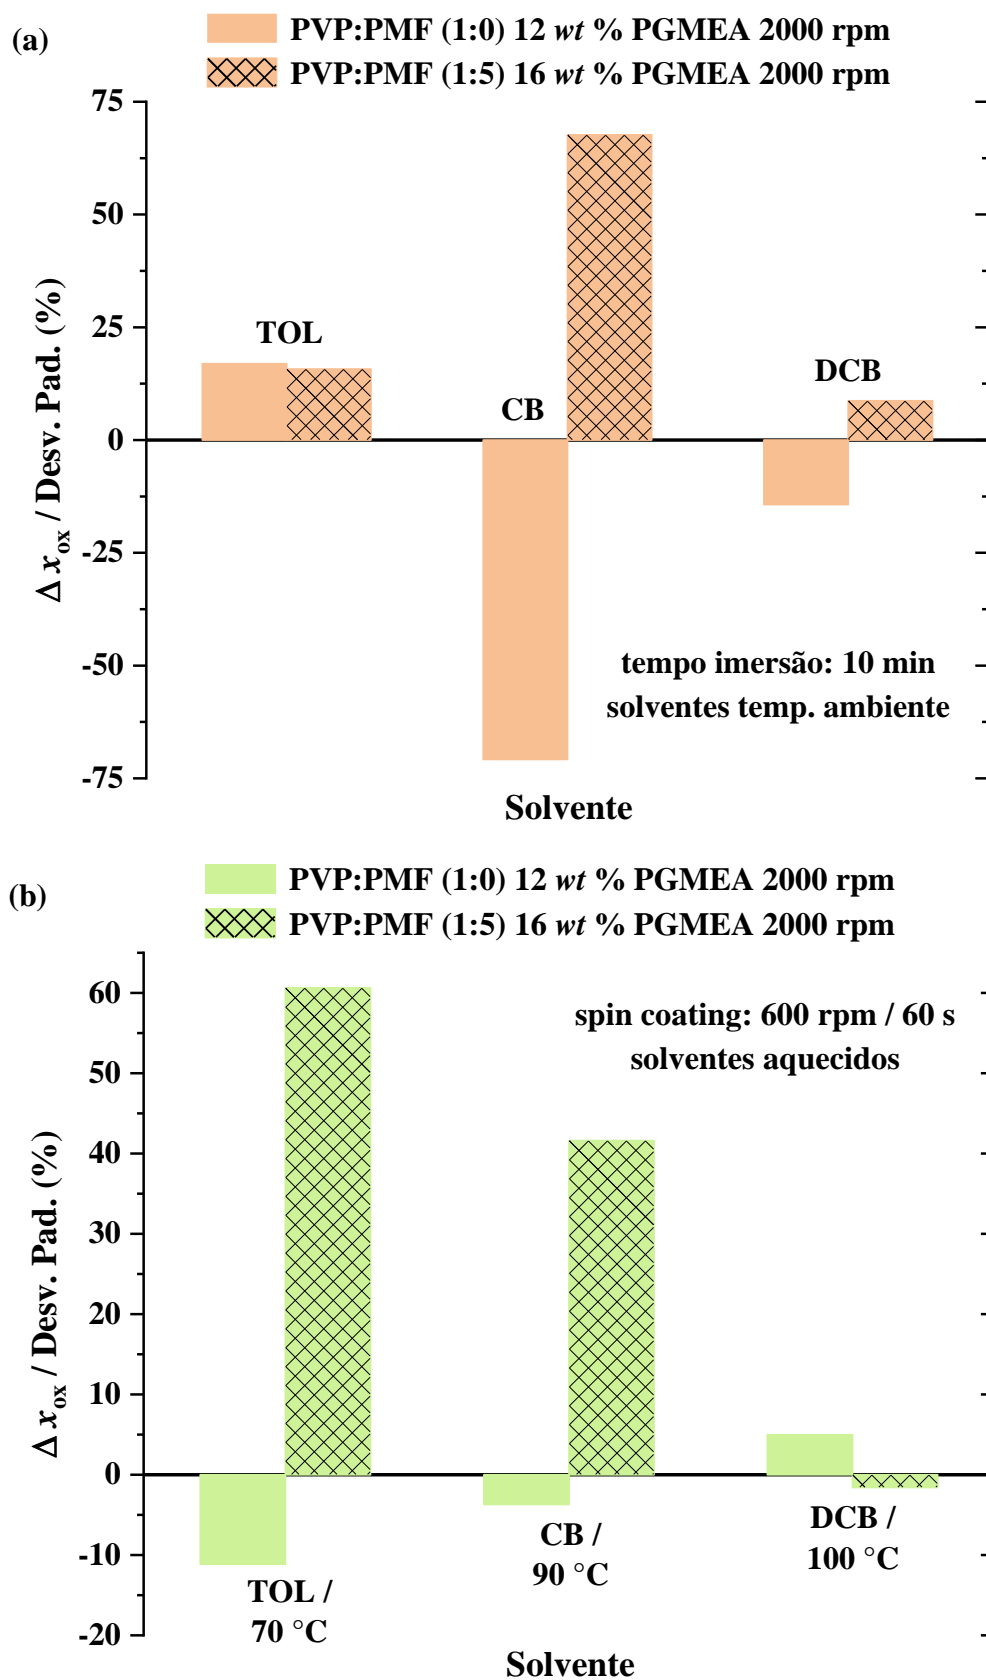 (a)
PVP:PMF (1:0) 12 wt % PGMEA 2000 rpm
PVP:PMF (1:5) 16 wt % PGMEA 2000 rpm
75
50
25
0
-25
-50
-75
Δ xox / Desv. Pad. (%)
TOL
CB
DCB
tempo imersão: 10 min
solventes temp. ambiente
Solvente
(b)
PVP:PMF (1:0) 12 wt % PGMEA 2000 rpm
PVP:PMF (1:5) 16 wt % PGMEA 2000 rpm
60
50
40
30
20
10
0
-10
-20
Δ xox / Desv. Pad. (%)
spin coating: 600 rpm / 60 s
solventes aquecidos
TOL /
70 °C
CB /
90 °C
DCB /
100 °C
Solvente